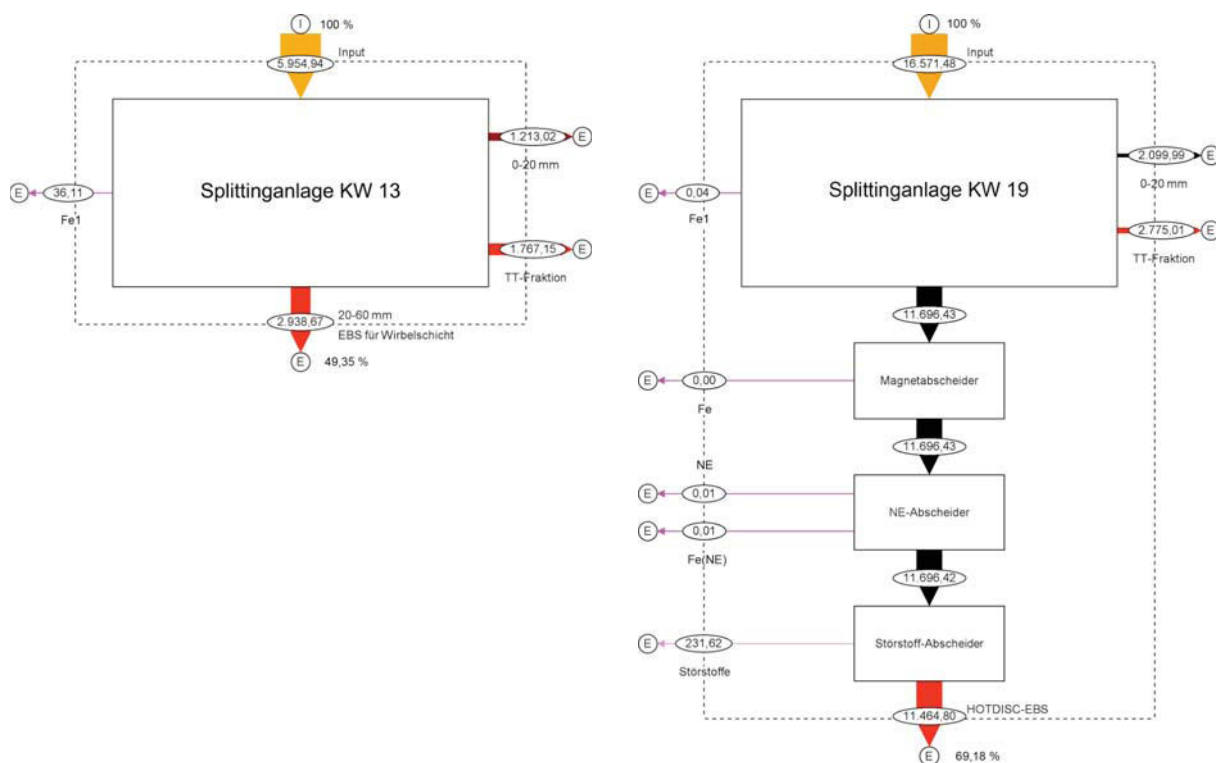 I 100 %
Input
5.954,94
E 36,11
Fe1
Splittinganlage KW 13
1.213,02 E
0-20 mm
1.767,15 E
TT-Fraktion
20-60 mm
2.938,67
EBS für Wirbelschicht
E 49,35 %
I 100 %
Input
16.571,48
E 0,04
Fe1
Splittinganlage KW 19
2.099,99 E
0-20 mm
2.775,01 E
TT-Fraktion
11.696,43
E 0,00
Fe
Magnetabscheider
11.696,43
NE
E 0,01
NE-Abscheider
E 0,01
Fe(NE)
11.696,42
E 231,62
Störstoffe
Störstoff-Abscheider
HOTDISC-EBS
11.464,80
E 69,18 %